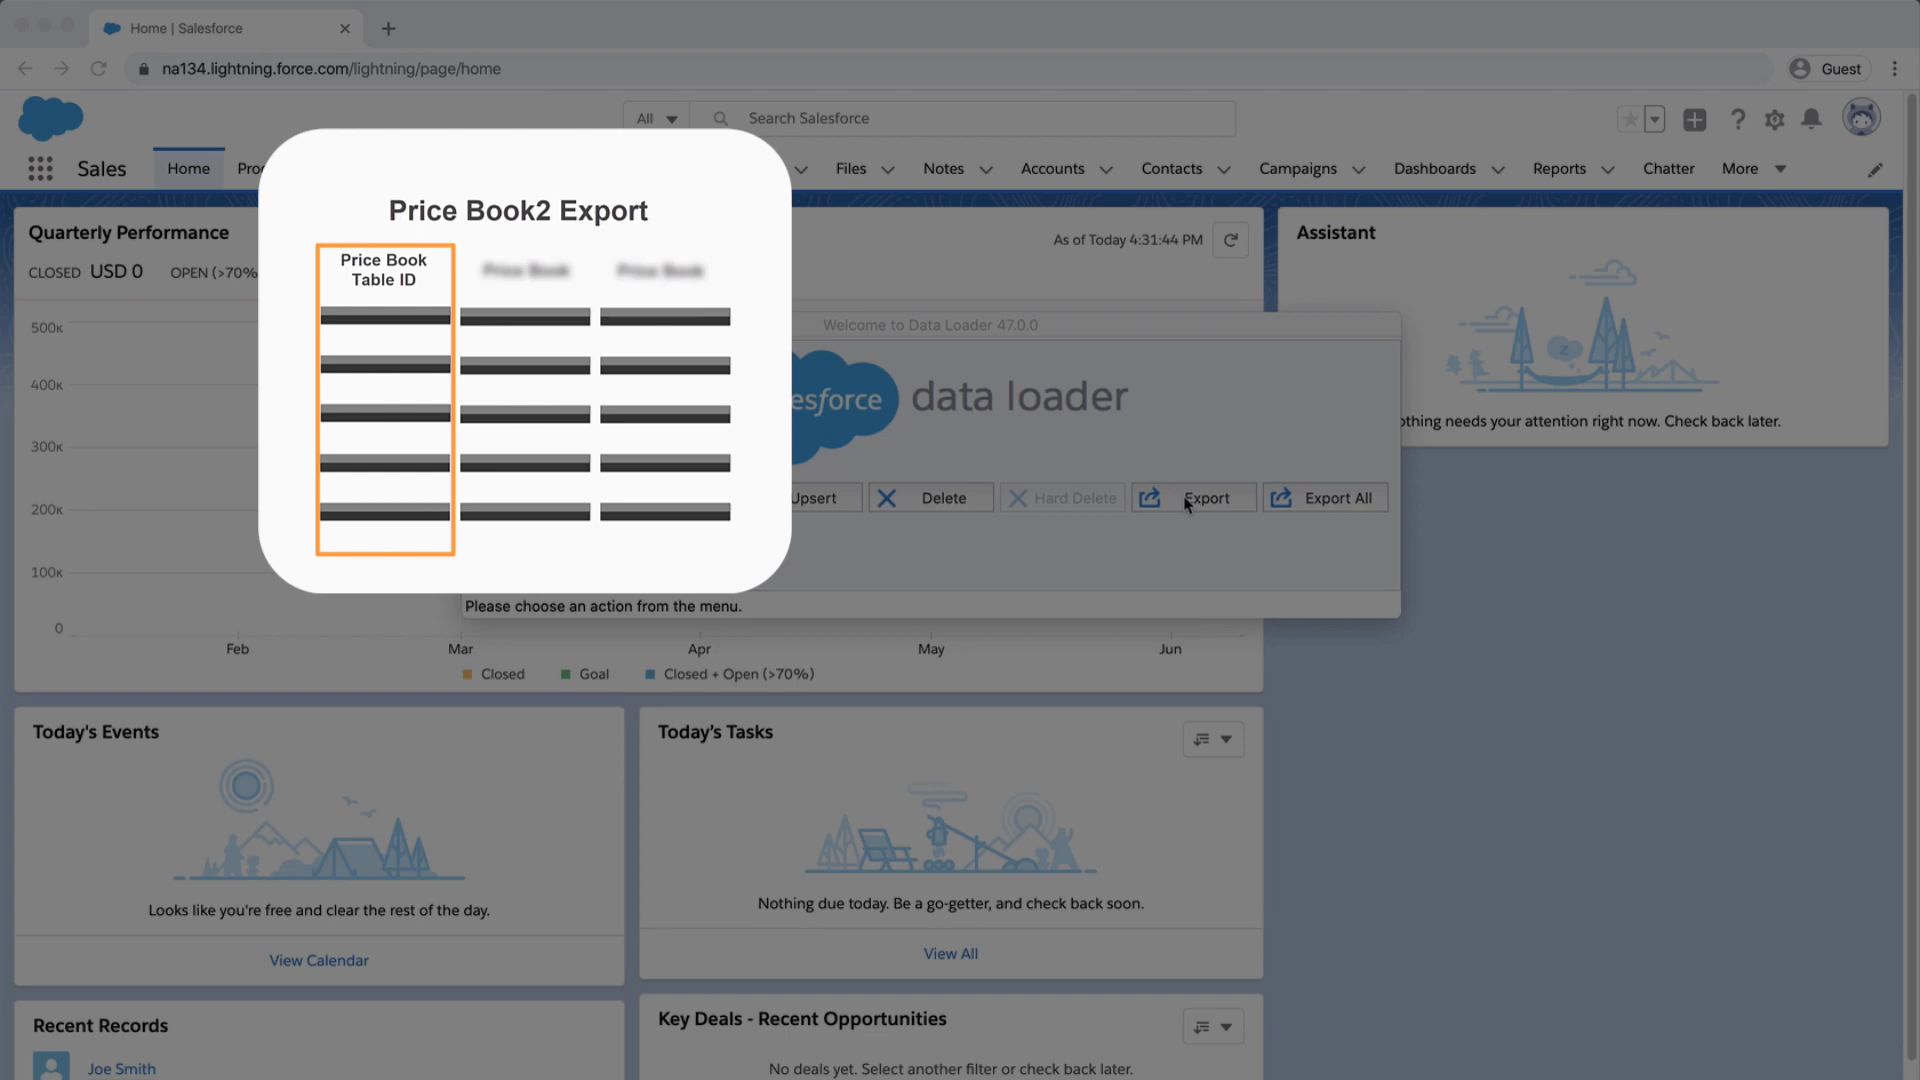 Home | Salesforce
na134.lightning.force.com/lightning/page/home
Guest
All
Search Salesforce
Sales
Home
Files
Notes
Accounts
Contacts
Campaigns
Dashboards
Reports
Chatter
More
Price Book2 Export
Price Book
Table ID
Price Book
Price Book
Quarterly Performance
CLOSED USD 0 OPEN (>70%
As of Today 4:31:44 PM
Assistant
500K
400K
300K
200K
100K
0
Feb
Mar
Apr
May
Jun
Closed
Goal
Closed + Open (>70%)
Welcome to Data Loader 47.0.0
esforce
data loader
Upsert
Delete
Hard Delete
Export
Export All
Please choose an action from the menu.
othing needs your attention right now. Check back later.
Today's Events
Looks like you're free and clear the rest of the day.
View Calendar
Today's Tasks
Nothing due today. Be a go-getter, and check back soon.
View All
Recent Records
Joe Smith
Key Deals - Recent Opportunities
No deals yet. Select another filter or check back later.